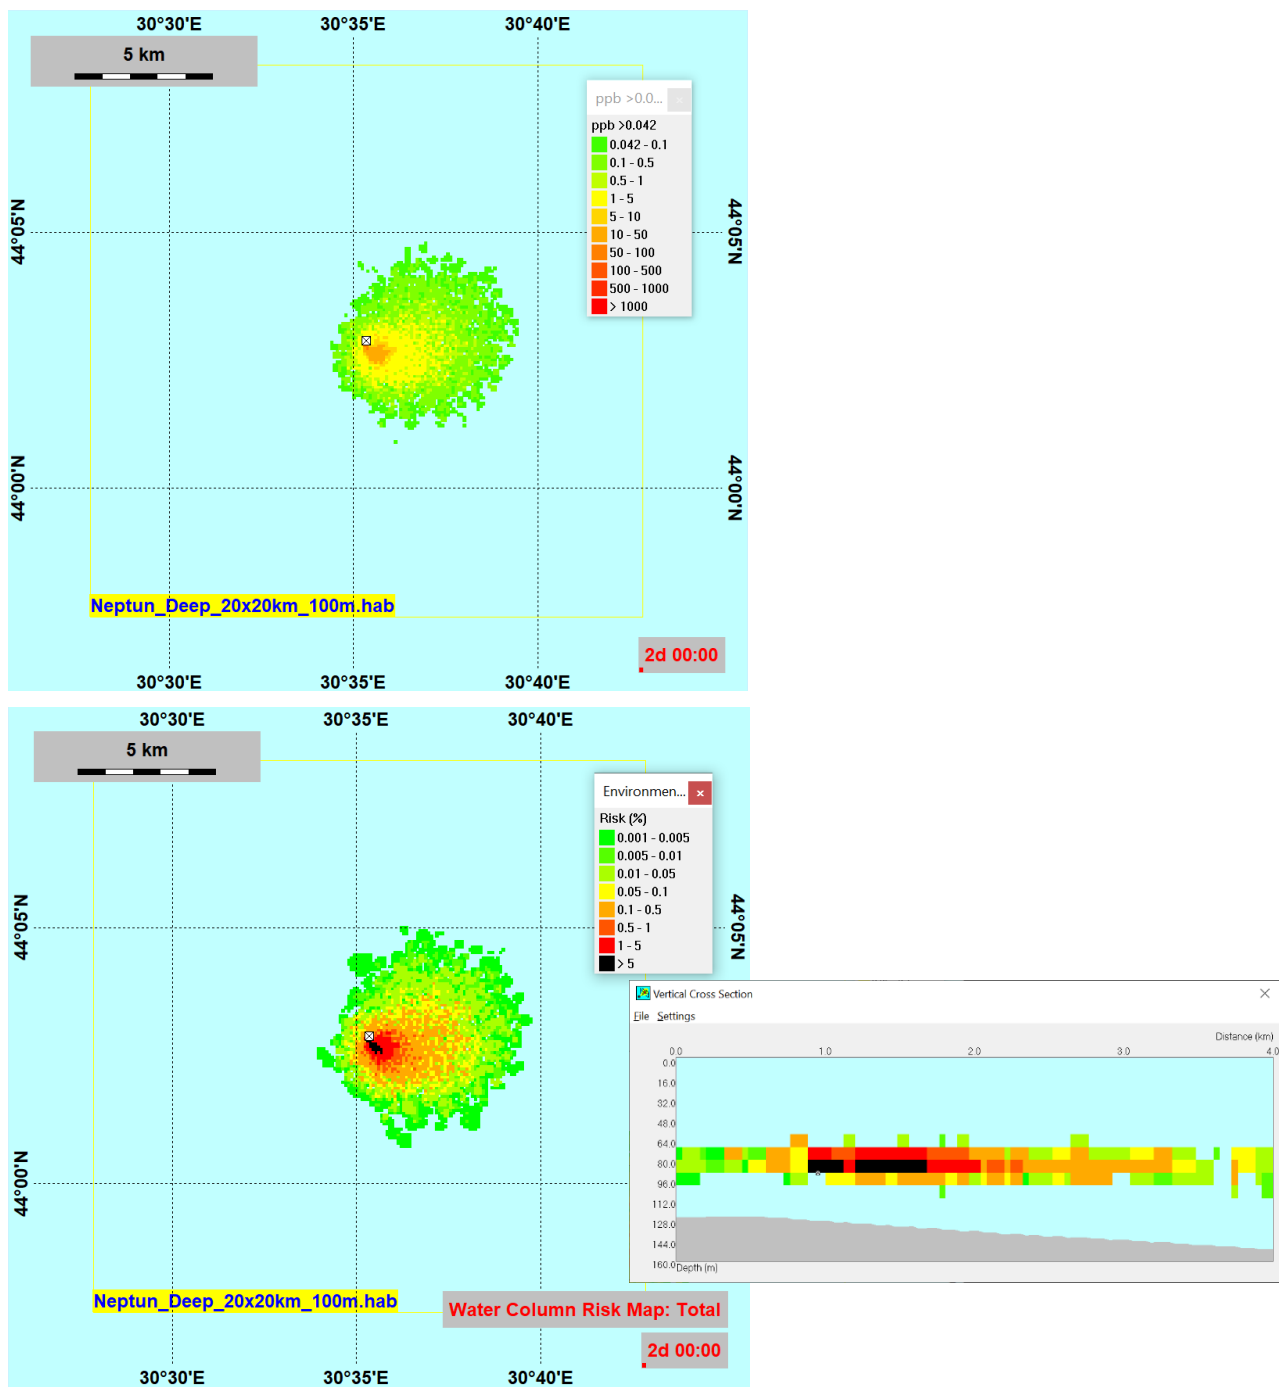 30°30'E 30°35'E 30°40'E
5 km
ppb >0.0...
ppb >0.042
0.042 - 0.1
0.1 - 0.5
0.5 - 1
1 - 5
5 - 10
10 - 50
50 - 100
100 - 500
500 - 1000
> 1000
44°05'N 44°05'N
44°00'N 44°00'N
Neptun_Deep_20x20km_100m.hab
2d 00:00
30°30'E 30°35'E 30°40'E
30°30'E 30°35'E 30°40'E
5 km
Environmen...
Risk (%)
0.001 - 0.005
0.005 - 0.01
0.01 - 0.05
0.05 - 0.1
0.1 - 0.5
0.5 - 1
1 - 5
> 5
44°05'N 44°05'N
Vertical Cross Section
File Settings
Distance (km)
0.0 1.0 2.0 3.0 4.0
0.0
16.0
32.0
48.0
64.0
80.0
96.0
112.0
128.0
144.0
160.0
Depth (m)
44°00'N
Neptun_Deep_20x20km_100m.hab
Water Column Risk Map: Total
2d 00:00
30°30'E 30°35'E 30°40'E